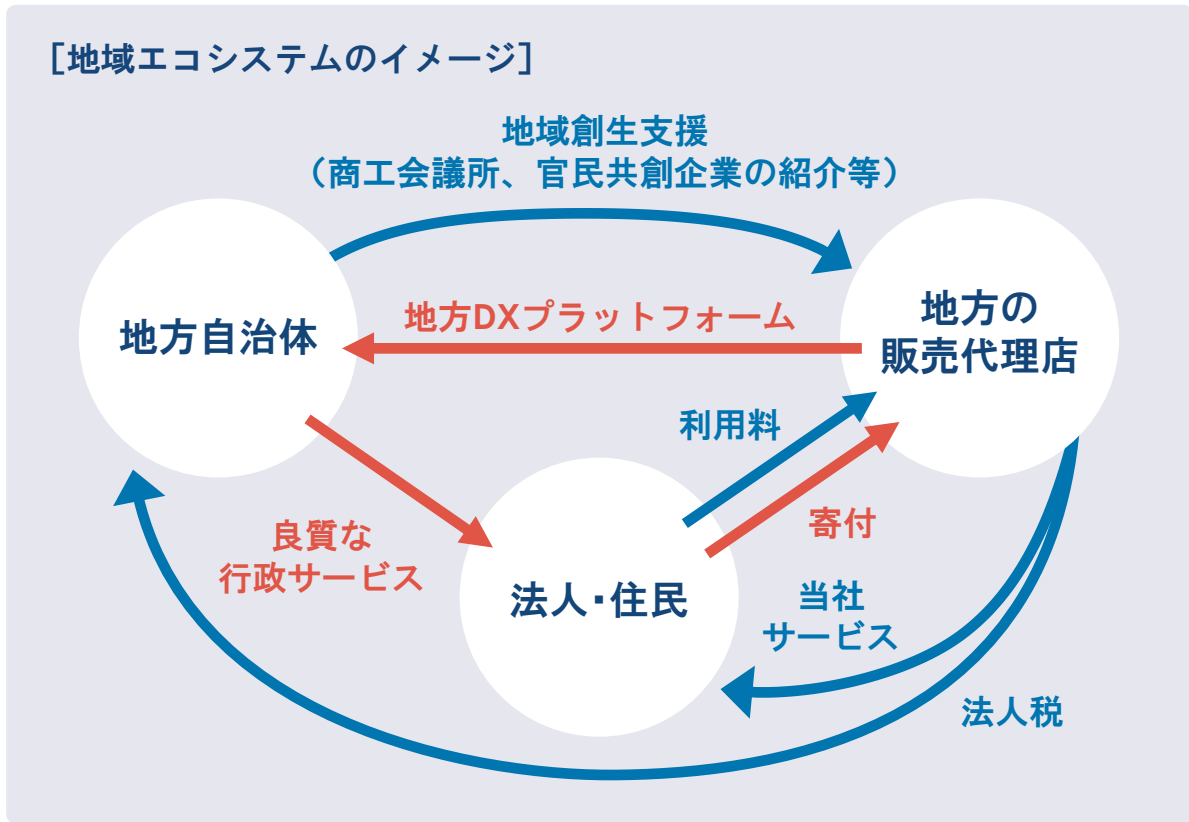 ［地域エコシステムのイメージ］
地域創生支援
（商工会議所、官民共創企業の紹介等）
地方自治体
地方DXプラットフォーム
地方の
販売代理店
利用料
寄付
良質な
行政サービス
法人・住民
当社
サービス
法人税